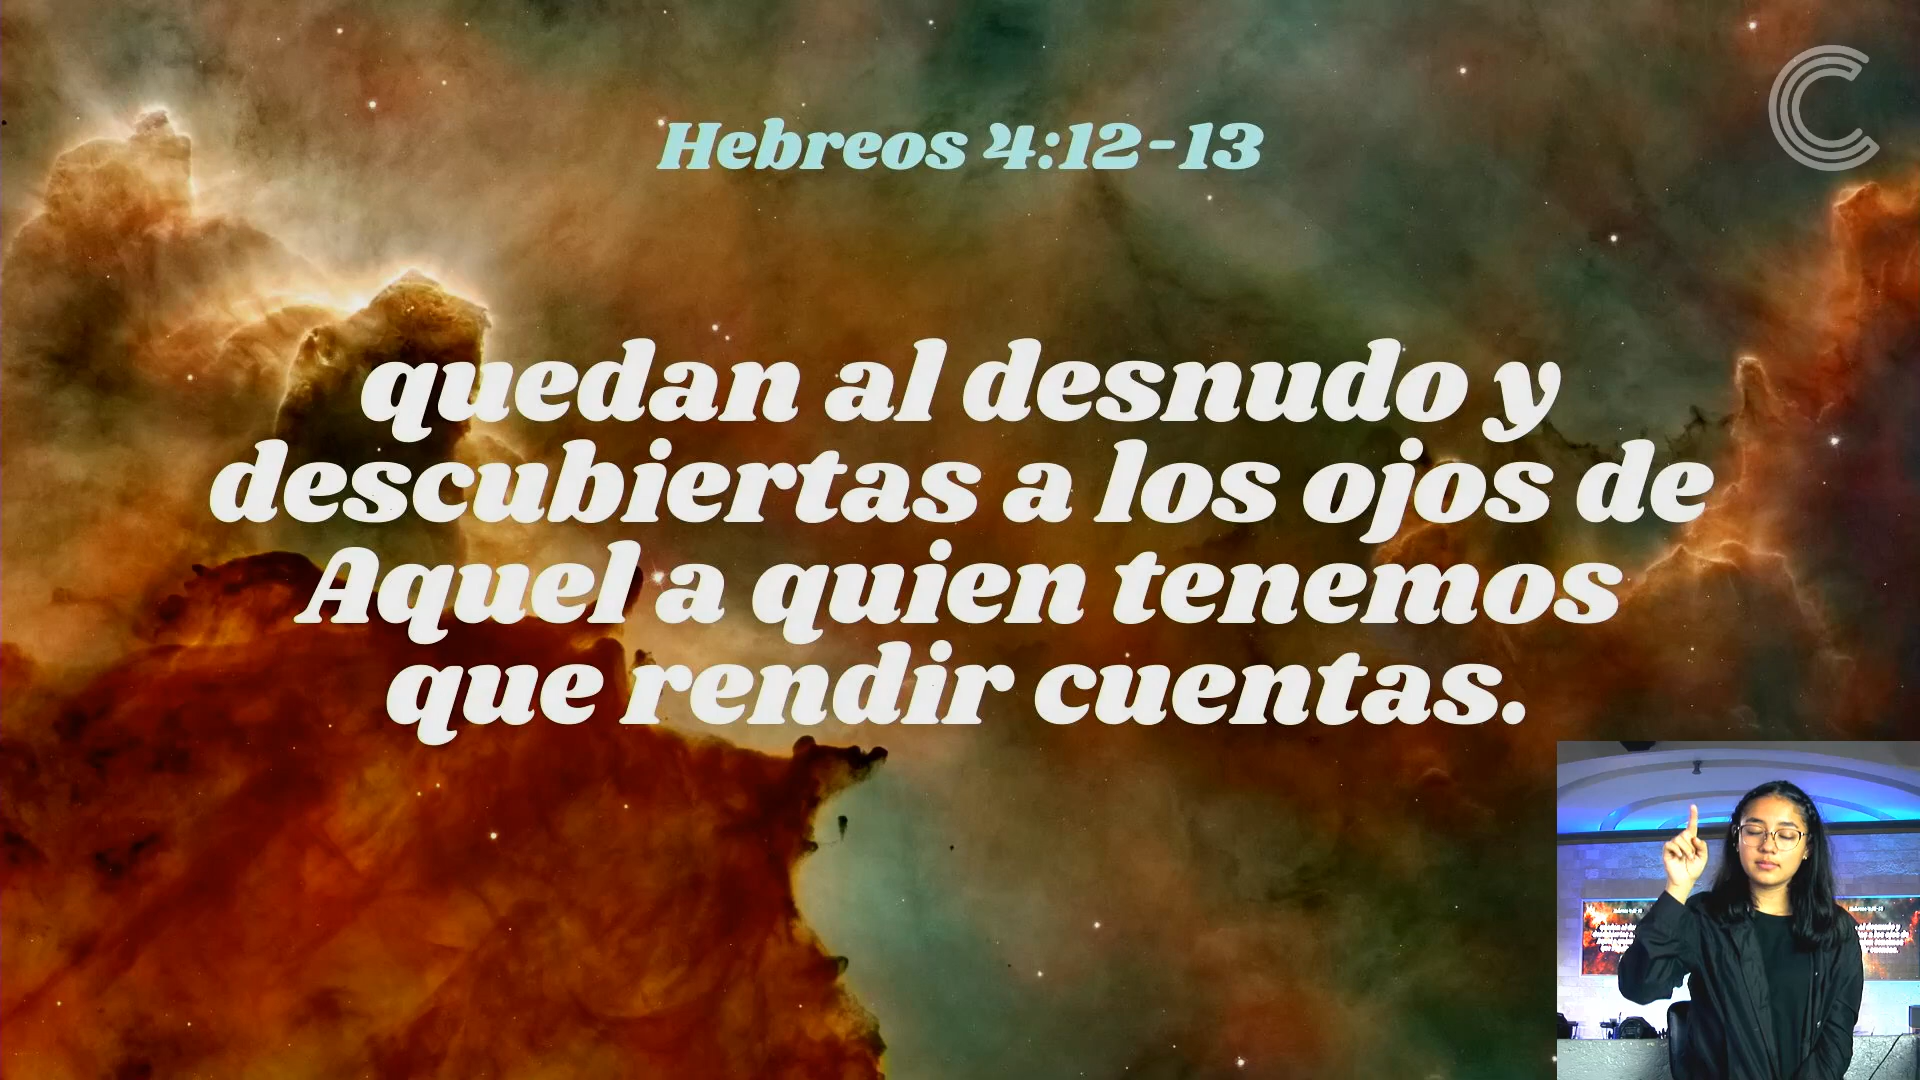 Hebreos 4:12-13
quedan al desnudo y
descubiertas a los ojos de
Aquel a quien tenemos
que rendir cuentas.